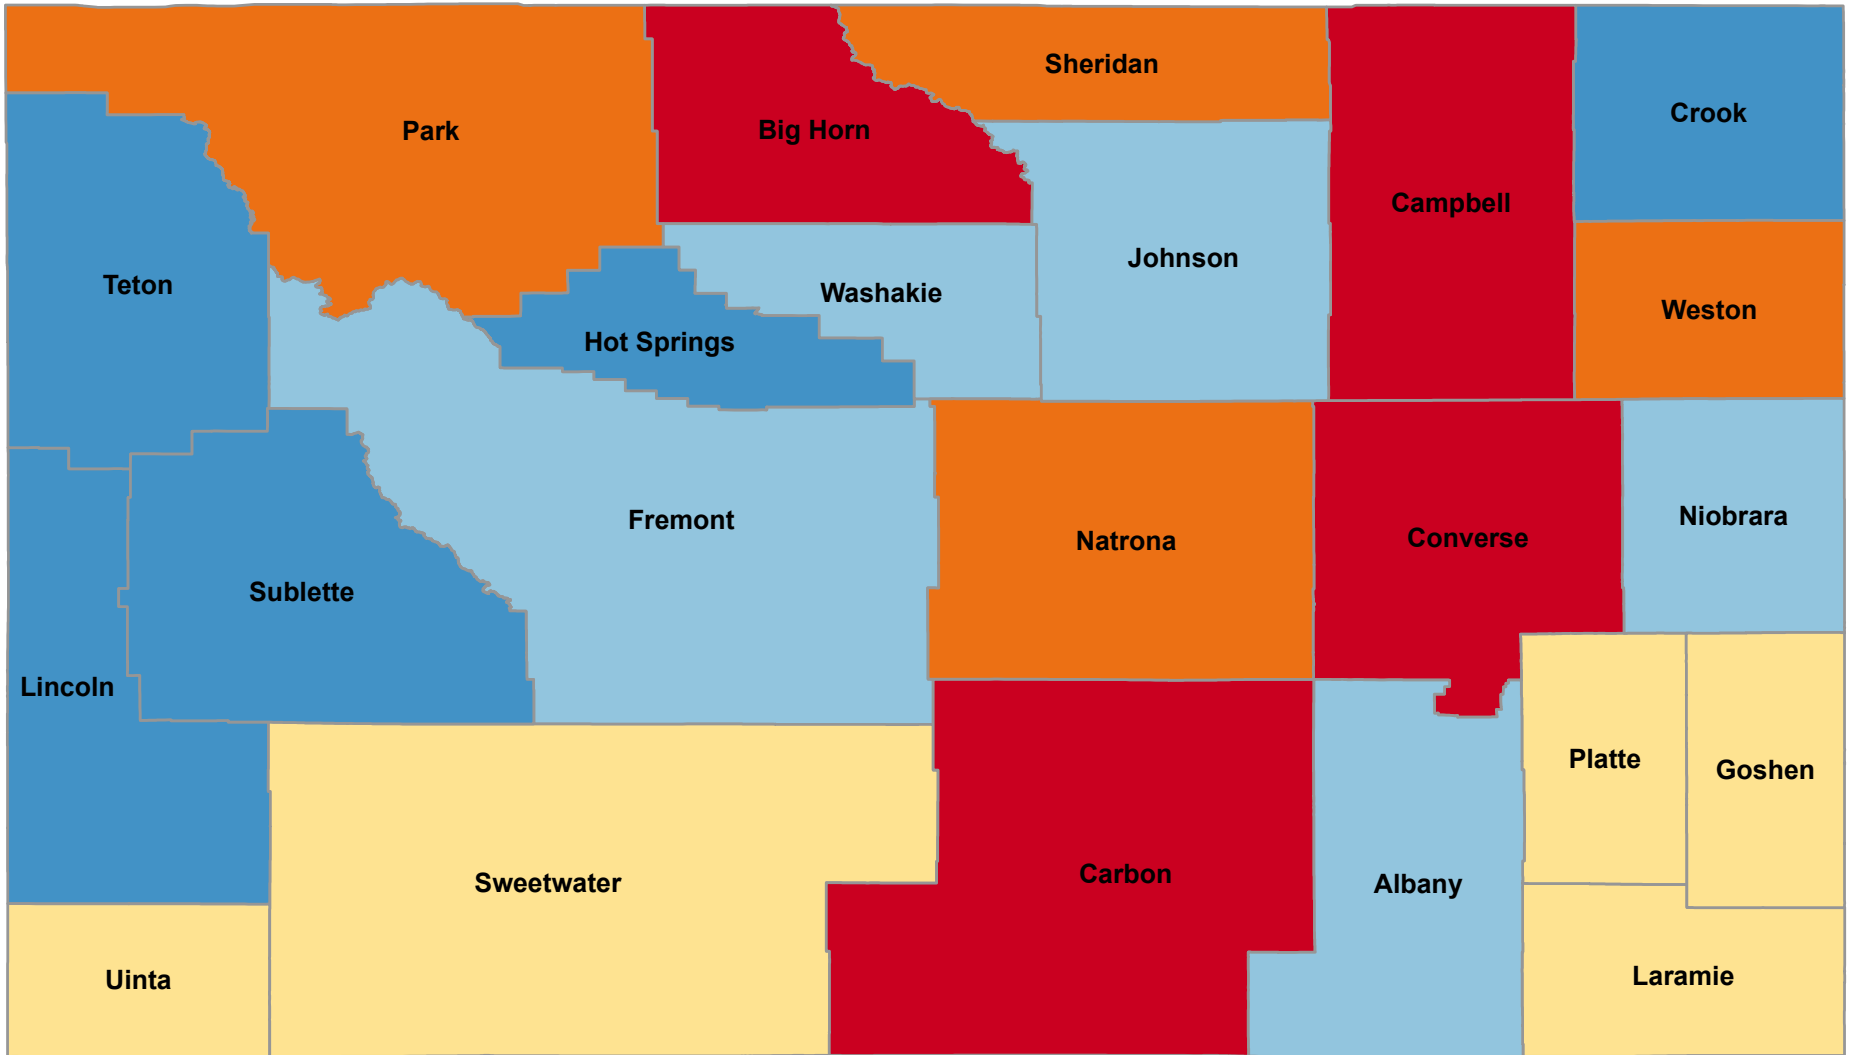 Sheridan
Crook
Park
Big Horn
Campbell
Johnson
Teton
Washakie
Weston
Hot Springs
Niobrara
Fremont
Converse
Natrona
Sublette
Lincoln
Platte
Goshen
Carbon
Sweetwater
Albany
Laramie
Uinta